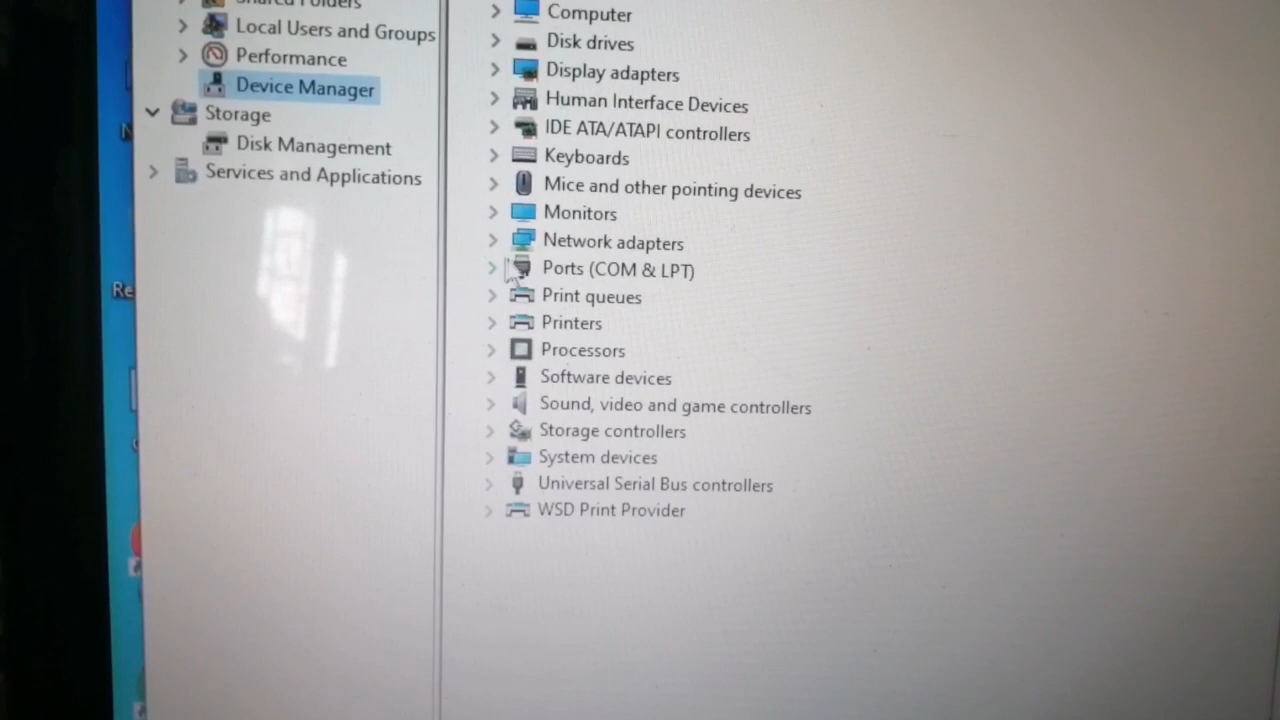 Shared Folders
Local Users and Groups
Performance
Device Manager
Storage
Disk Management
Services and Applications
Re
Computer
Disk drives
Display adapters
Human Interface Devices
IDE ATA/ATAPI controllers
Keyboards
Mice and other pointing devices
Monitors
Network adapters
Ports (COM & LPT)
Print queues
Printers
Processors
Software devices
Sound, video and game controllers
Storage controllers
System devices
Universal Serial Bus controllers
WSD Print Provider